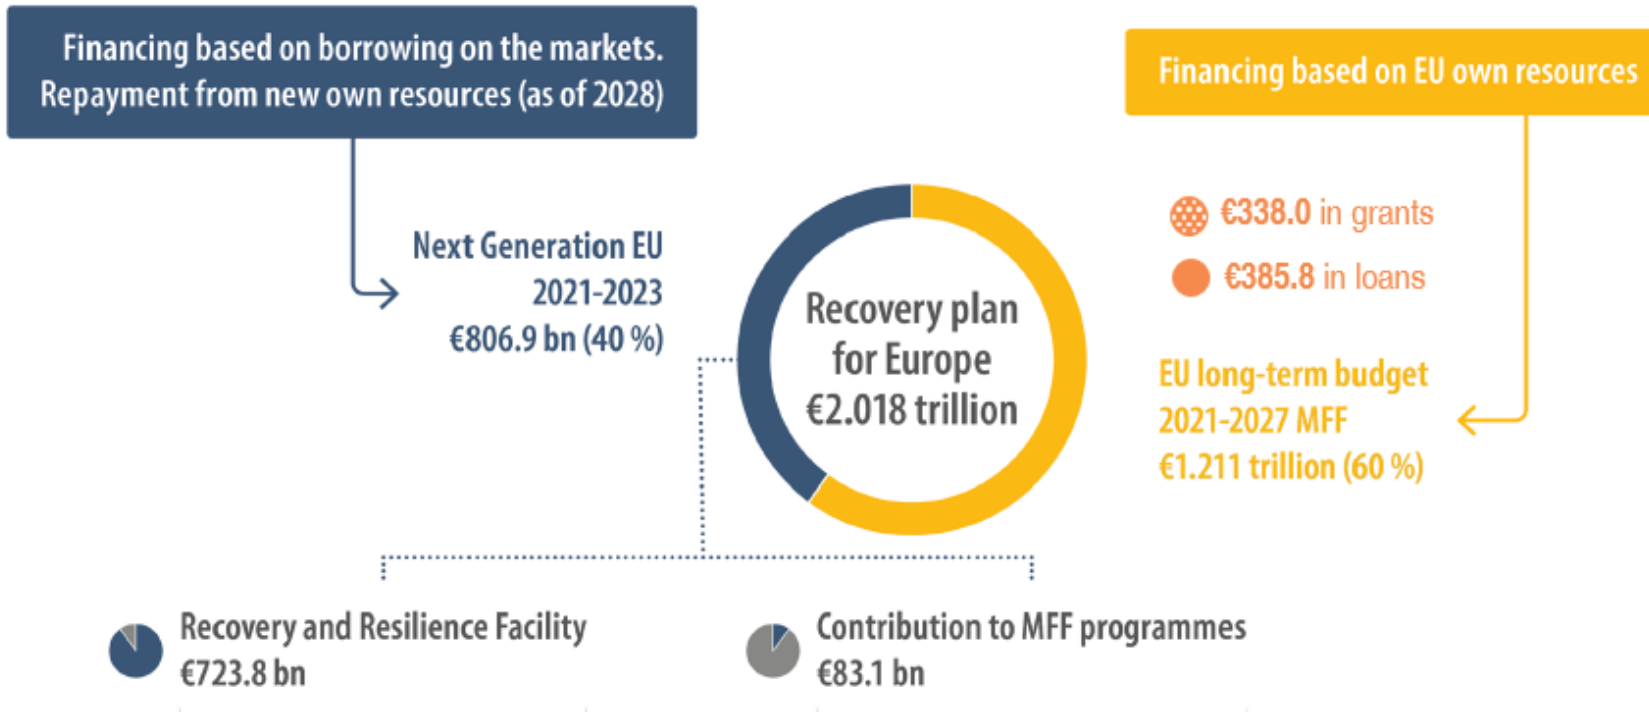 Financing based on borrowing on the markets.
Repayment from new own resources (as of 2028)
Financing based on EU own resources
Next Generation EU
2021-2023
€806.9 bn (40 %)
Recovery plan
for Europe
€2.018 trillion
€338.0 in grants
€385.8 in loans
EU long-term budget
2021-2027 MFF
€1.211 trillion (60 %)
Recovery and Resilience Facility
€723.8 bn
Contribution to MFF programmes
€83.1 bn